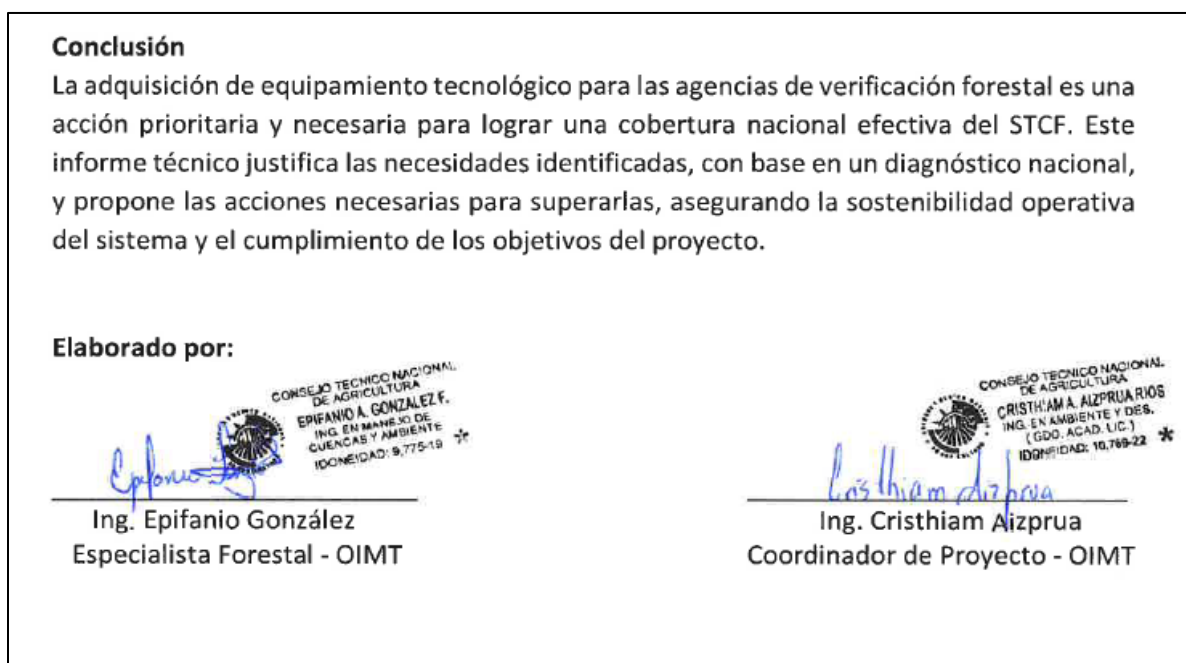 Conclusión
La adquisición de equipamiento tecnológico para las agencias de verificación forestal es una
acción prioritaria y necesaria para lograr una cobertura nacional efectiva del STCF. Este
informe técnico justifica las necesidades identificadas, con base en un diagnóstico nacional,
y propone las acciones necesarias para superarlas, asegurando la sostenibilidad operativa
del sistema y el cumplimiento de los objetivos del proyecto.
Elaborado por:
CONSEJO TECNICO NACIONAL
DE AGRICULTURA
EPIFANIO A. GONZALEZ F.
ING. EN MANEJO DE
CUENCAS Y AMBIENTE
IDONEIDAD: 9,775-19 *
Ing. Epifanio González
Especialista Forestal - OIMT
CONSEJO TECNICO NACIONAL
DE AGRICULTURA
CRISTHIAM A. AIZPRUA RIOS
ING. EN AMBIENTE Y DES.
( GDO. ACAD. LIC. )
IDONEIDAD: 10,769-22 *
Cristhiam Aizprua
Ing. Cristhiam Aizprua
Coordinador de Proyecto - OIMT